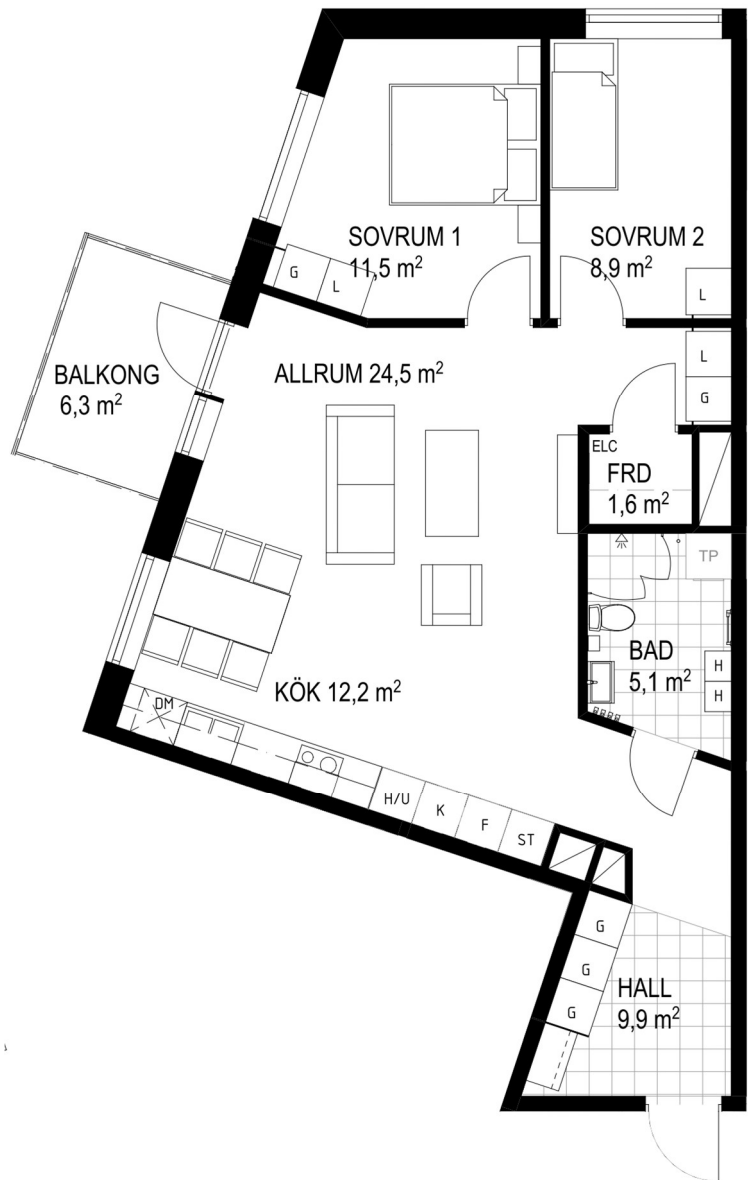 SOVRUM 1
11,5 m²
SOVRUM 2
8,9 m²
G
L
L
BALKONG
6,3 m²
ALLRUM 24,5 m²
L
G
ELC
FRD
1,6 m²
TP
BAD
5,1 m²
H
H
KÖK 12,2 m²
DM
H/U
K
F
ST
G
G
G
HALL
9,9 m²